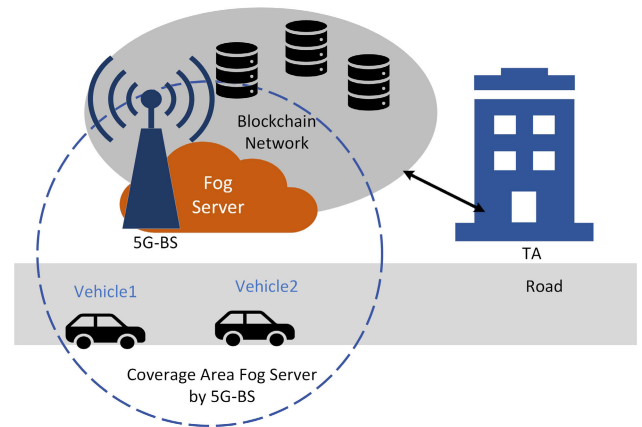 Blockchain
Network
Fog
Server
5G-BS
TA
Road
Vehicle1
Vehicle2
Coverage Area Fog Server
by 5G-BS